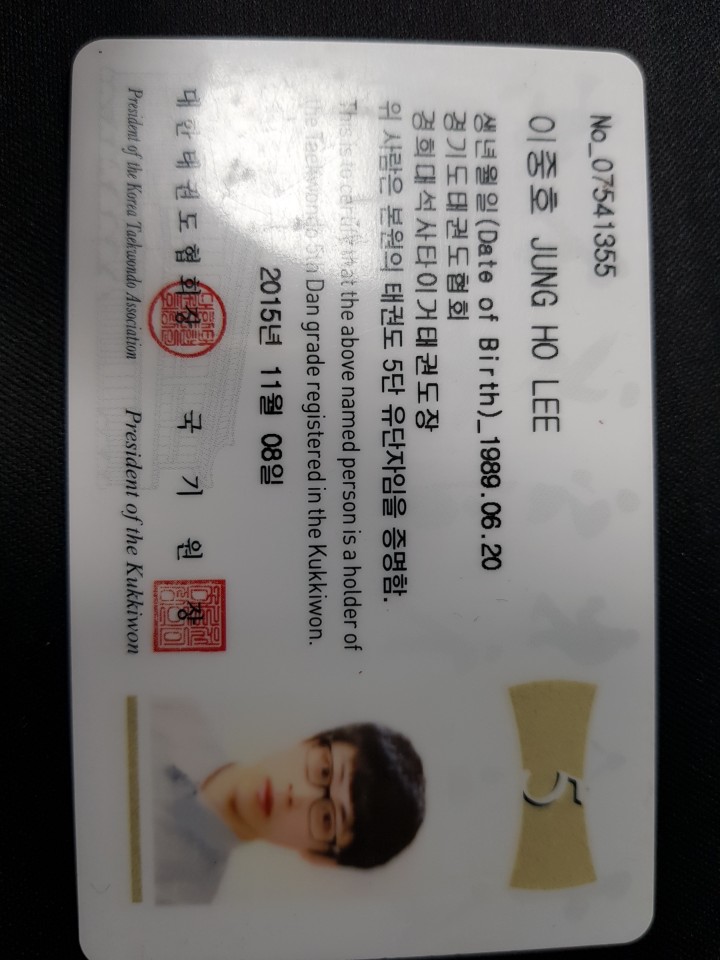 No_07541355
이중호 JUNG HO LEE
생년월일(Date of Birth)_1989.06.20
경기도태권도협회
경희대석사타이거태권도장
위 사람은 본원의 태권도 5단 유단자임을 증명함.
This is to certify that the above named person is a holder of
the Taekwondo 5th Dan grade registered in the Kukkiwon.
2015년 11월 08일
대한태권도협회장 국기원장
President of the Korea Taekwondo Association President of the Kukkiwon
5